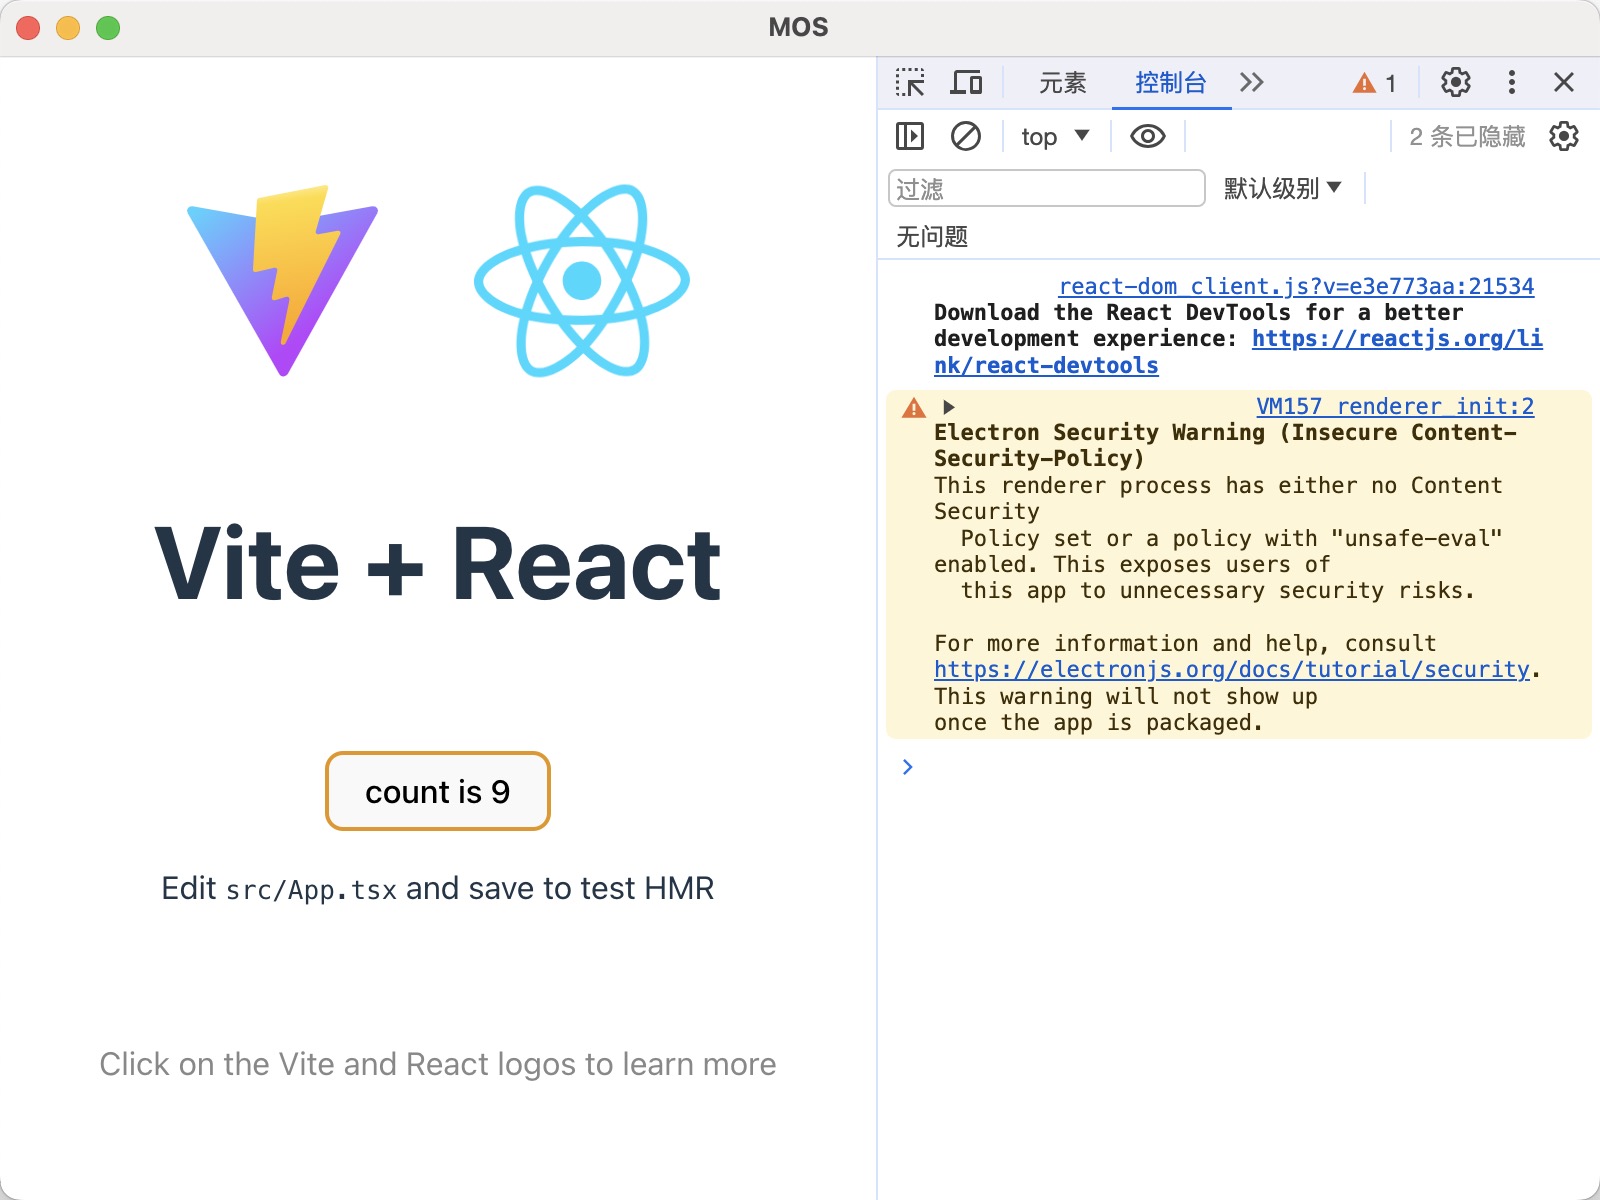 MOS
Vite + React
count is 9
Edit src/App.tsx and save to test HMR
Click on the Vite and React logos to learn more
元素
控制台
1
top
2 条已隐藏
过滤
默认级别
无问题
react-dom_client.js?v=e3e773aa:21534
Download the React DevTools for a better
development experience: https://reactjs.org/li
nk/react-devtools
VM157 renderer_init:2
Electron Security Warning (Insecure Content-
Security-Policy)
This renderer process has either no Content
Security
Policy set or a policy with "unsafe-eval"
enabled. This exposes users of
this app to unnecessary security risks.
For more information and help, consult
https://electronjs.org/docs/tutorial/security.
This warning will not show up
once the app is packaged.